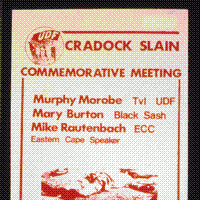 UDF
CRADOCK SLAIN
COMMEMORATIVE MEETING
Murphy Morobe Tvl UDF
Mary Burton Black Sash
Mike Rautenbach ECC
Eastern Cape Speaker